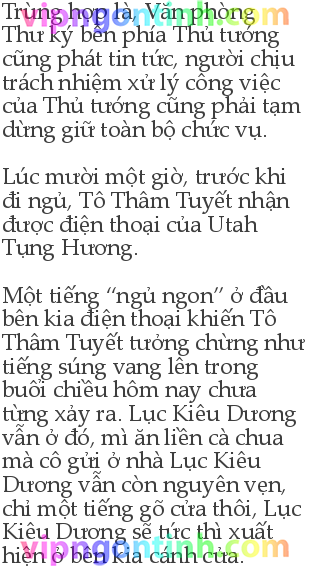 Trùng hợp là, Văn phòng
vipngontinh.com
Thư ký bên phía Thủ tướng
cũng phát tin tức, người chịu
trách nhiệm xử lý công việc
của Thủ tướng cũng phải tạm
dừng giữ toàn bộ chức vụ.
Lúc mười một giờ, trước khi
đi ngủ, Tô Thâm Tuyết nhận
được điện thoại của Utah
Tụng Hương.
Một tiếng “ngủ ngon” ở đầu
bên kia điện thoại khiến Tô
Thâm Tuyết tưởng chừng như
tiếng súng vang lên trong
buổi chiều hôm nay chưa
từng xảy ra. Lục Kiêu Dương
vẫn ở đó, mì ăn liền cà chua
mà cô gửi ở nhà Lục Kiêu
Dương vẫn còn nguyên vẹn,
chỉ một tiếng gõ cửa thôi, Lục
Kiêu Dương sẽ tức thì xuất
hiện ở bên kia cánh cửa.
vipngontinh.com